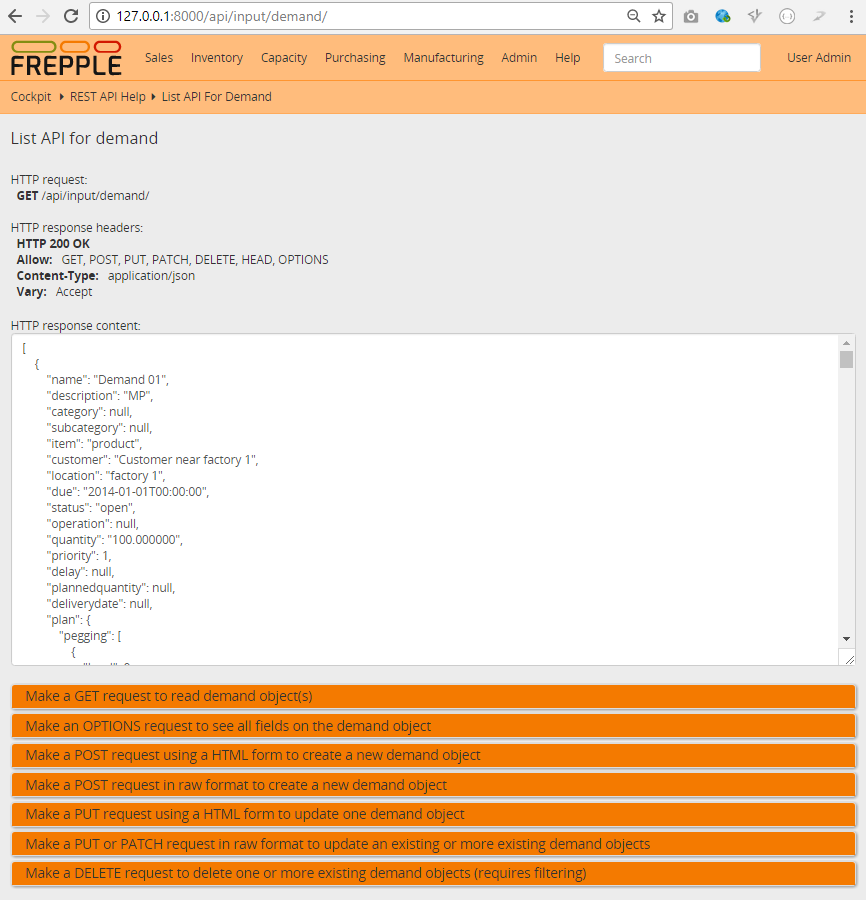 127.0.0.1:8000/api/input/demand/
FREPPLE Sales Inventory Capacity Purchasing Manufacturing Admin Help Search User Admin
Cockpit REST API Help List API For Demand
List API for demand
HTTP request:
GET /api/input/demand/
HTTP response headers:
HTTP 200 OK
Allow: GET, POST, PUT, PATCH, DELETE, HEAD, OPTIONS
Content-Type: application/json
Vary: Accept
HTTP response content:
[
{
"name": "Demand 01",
"description": "MP",
"category": null,
"subcategory": null,
"item": "product",
"customer": "Customer near factory 1",
"location": "factory 1",
"due": "2014-01-01T00:00:00",
"status": "open",
"operation": null,
"quantity": "100.000000",
"priority": 1,
"delay": null,
"plannedquantity": null,
"deliverydate": null,
"plan": {
"pegging": [
{
Make a GET request to read demand object(s)
Make an OPTIONS request to see all fields on the demand object
Make a POST request using a HTML form to create a new demand object
Make a POST request in raw format to create a new demand object
Make a PUT request using a HTML form to update one demand object
Make a PUT or PATCH request in raw format to update an existing or more existing demand objects
Make a DELETE request to delete one or more existing demand objects (requires filtering)